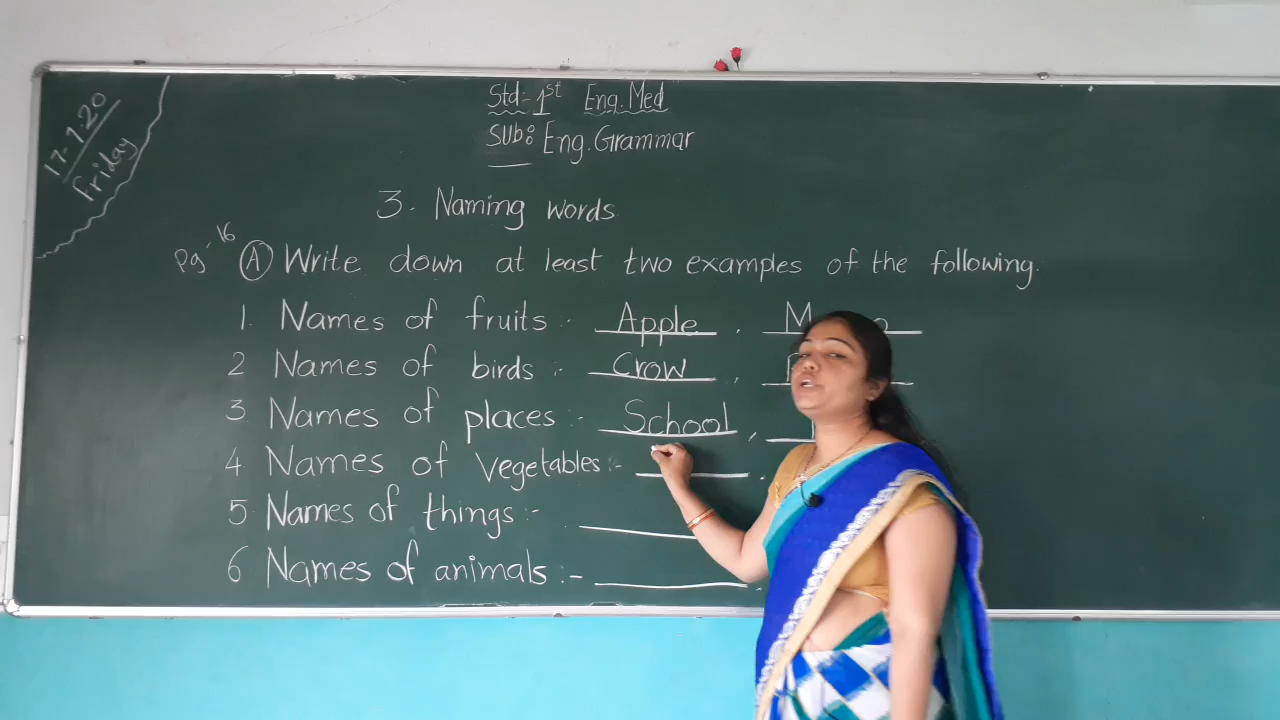 17-7-20
Friday
Std:- 1st Eng. Med
Sub: Eng. Grammar
3. Naming words
Pg- 16 (A) Write down at least two examples of the following.
1. Names of fruits :- Apple,
2 Names of birds :- Crow,
3 Names of places :- School,
4 Names of vegetables :-
5 Names of things :-
6 Names of animals :-